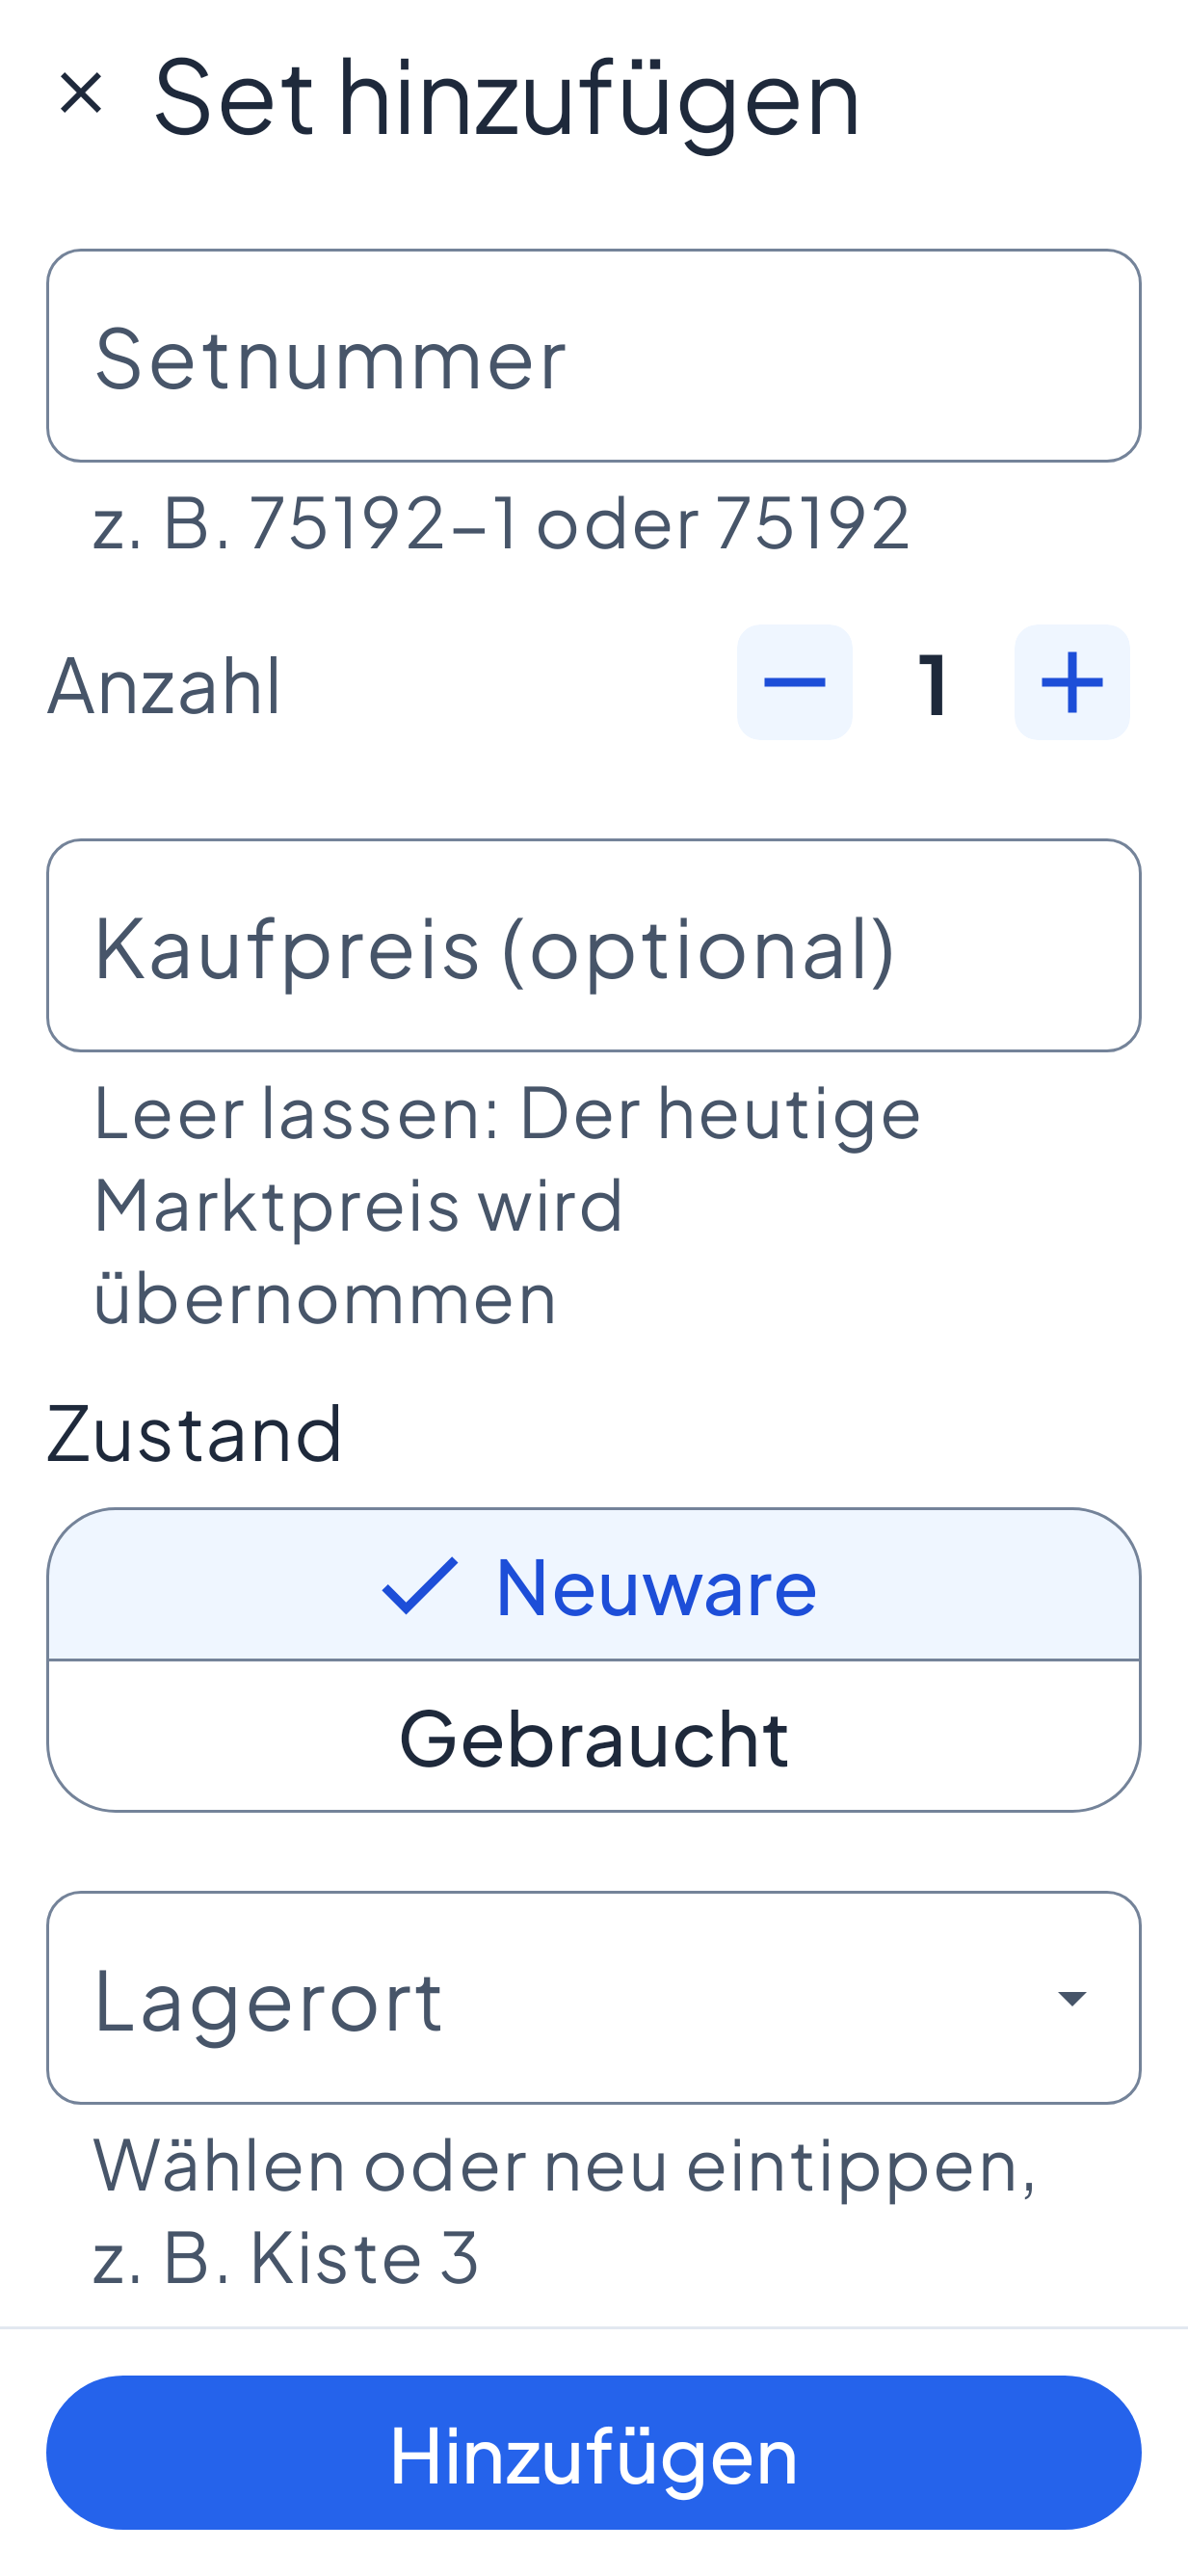 Set hinzufügen
Setnummer
z. B. 75192–1 oder 75192
Anzahl
1
Kaufpreis (optional)
Leer lassen: Der heutige
Marktpreis wird
übernommen
Zustand
Neuware
Gebraucht
Lagerort
Wählen oder neu eintippen,
z. B. Kiste 3
Hinzufügen